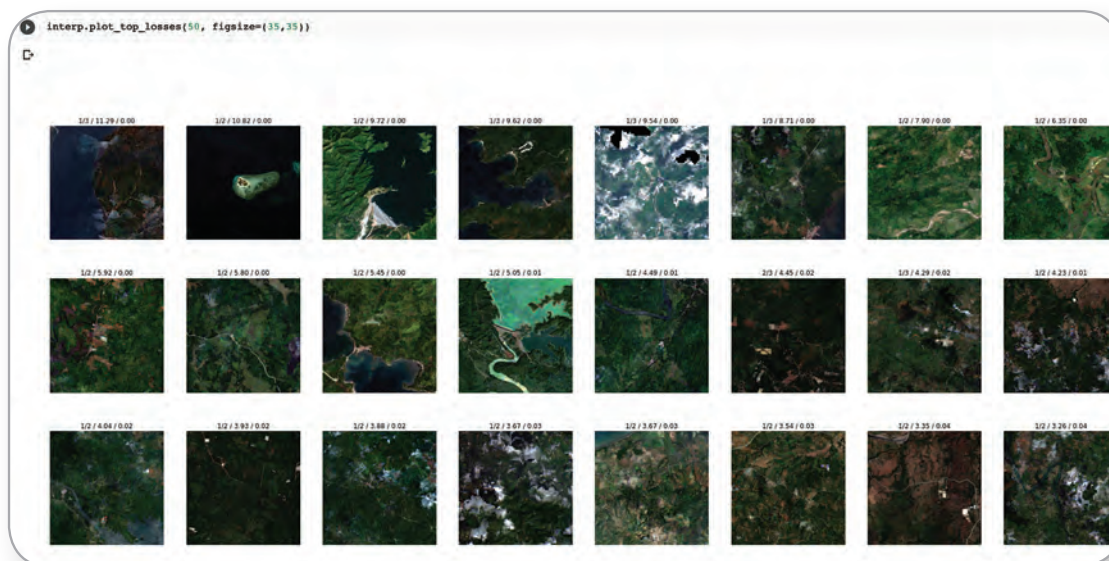 interp.plot_top_losses(50, figsize=(35,35))
1/3 / 11.29 / 0.00
1/2 / 10.82 / 0.00
1/2 / 9.72 / 0.00
1/2 / 9.62 / 0.00
1/3 / 9.54 / 0.00
1/3 / 8.71 / 0.00
1/2 / 7.90 / 0.00
1/2 / 6.35 / 0.00
1/2 / 5.92 / 0.00
1/2 / 5.80 / 0.00
1/2 / 5.45 / 0.00
1/2 / 5.05 / 0.01
1/2 / 4.49 / 0.01
2/3 / 4.45 / 0.02
1/3 / 4.29 / 0.02
1/2 / 4.23 / 0.01
1/2 / 4.04 / 0.02
1/2 / 3.93 / 0.02
1/2 / 3.88 / 0.02
1/2 / 3.67 / 0.03
1/2 / 3.67 / 0.03
1/2 / 3.54 / 0.03
1/2 / 3.35 / 0.04
1/2 / 3.26 / 0.04